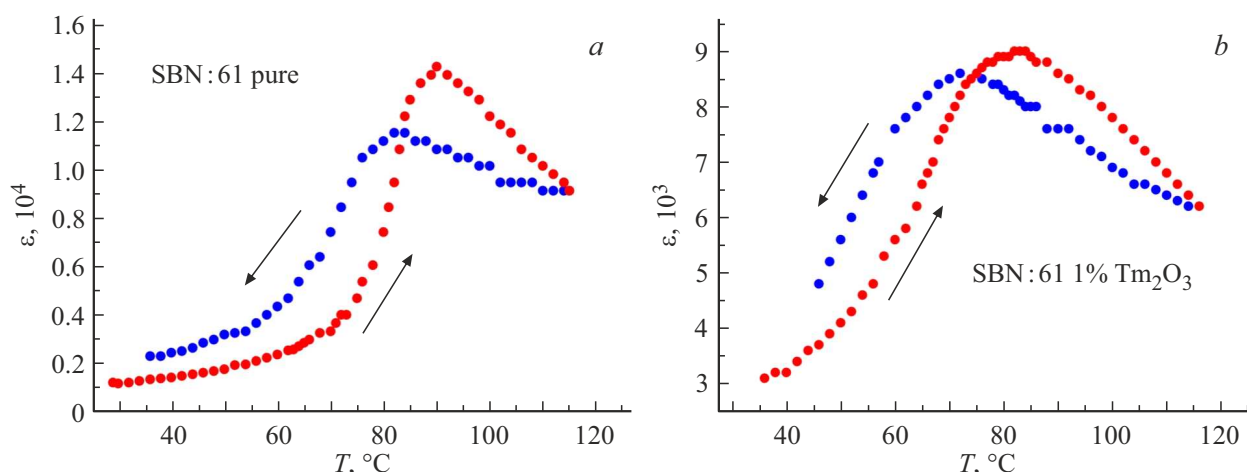 a
SBN : 61 pure
ε, 10⁴
1.6
1.4
1.2
1.0
0.8
0.6
0.4
0.2
0
40 60 80 100 120
T, °C
b
SBN : 61 1% Tm₂O₃
ε, 10³
9
8
7
6
5
4
3
40 60 80 100 120
T, °C